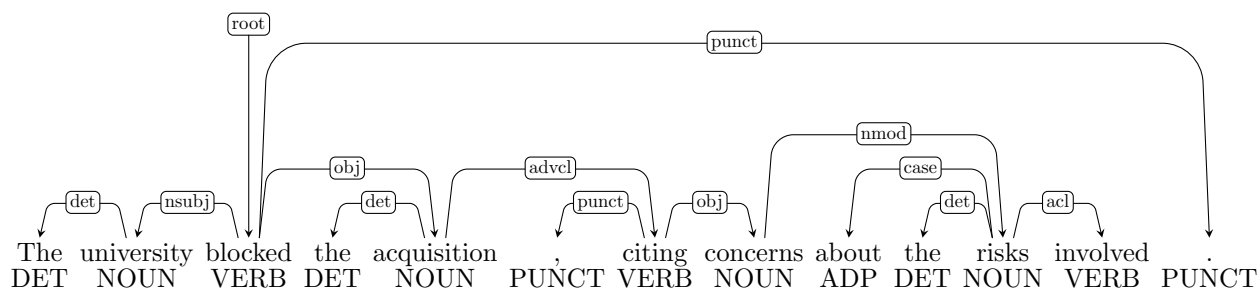 root
punct
nmod
obj advcl case
det nsubj det punct obj det acl
The university blocked the acquisition , citing concerns about the risks involved .
DET NOUN VERB DET NOUN PUNCT VERB NOUN ADP DET NOUN VERB PUNCT